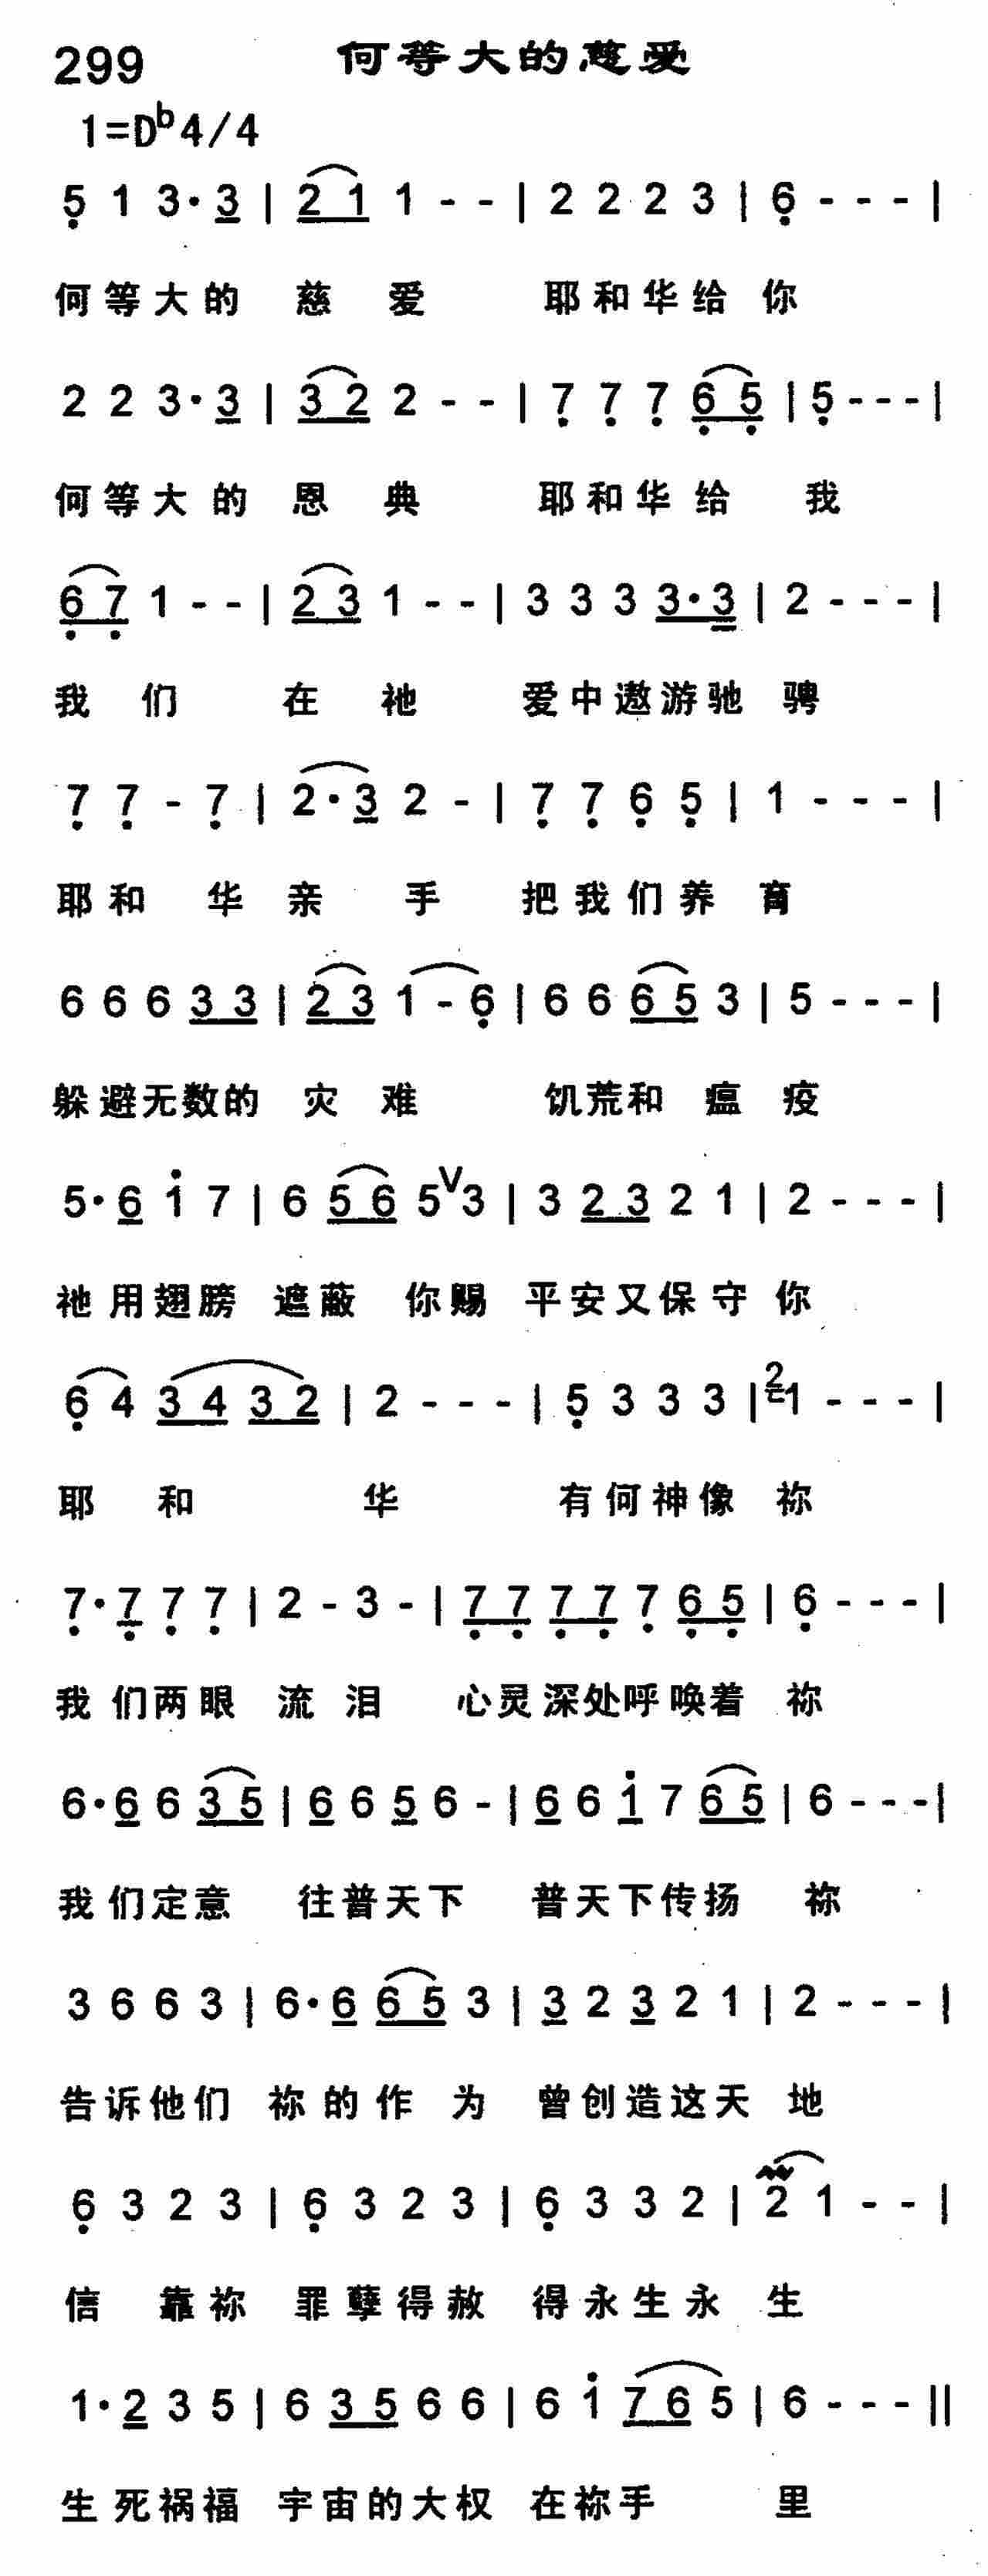 299 何等大的慈爱
1=Db4/4
5 1 3·3 | 2 1 1 - - | 2 2 2 3 | 6 - - - |
何等大的 慈 爱 耶和华给 你
2 2 3·3 | 3 2 2 - - | 7 7 7 6 5 | 5 - - - |
何等大的 恩 典 耶和华给 我
6 7 1 - - | 2 3 1 - - | 3 3 3 3·3 | 2 - - - |
我 们 在 祂 爱中遨游驰 骋
7 7 - 7 | 2·3 2 - | 7 7 6 5 | 1 - - - |
耶和 华 亲 手 把我们养 育
6 6 6 3 3 | 2 3 1 - 6 | 6 6 6 5 3 | 5 - - - |
躲避无数的 灾 难 饥荒和 瘟 疫
5·6 1 7 | 6 5 6 5 V 3 | 3 2 3 2 1 | 2 - - - |
祂用翅膀 遮蔽 你赐 平安又保守 你
6 4 3 4 3 2 | 2 - - - | 5 3 3 3 | 2 1 - - - |
耶 和 华 有何神像 祢
7·7 7 7 | 2 - 3 - | 7 7 7 7 7 6 5 | 6 - - - |
我们两眼 流 泪 心灵深处呼唤着 祢
6·6 6 3 5 | 6 6 5 6 - | 6 6 1 7 6 5 | 6 - - - |
我们定意 往普天下 普天下传扬 祢
3 6 6 3 | 6·6 6 5 3 | 3 2 3 2 1 | 2 - - - |
告诉他们 祢的作 为 曾创造这天 地
6 3 2 3 | 6 3 2 3 | 6 3 3 2 | 2 1 - - |
信 靠祢 罪孽得赦 得永生永 生
1·2 3 5 | 6 3 5 6 6 | 6 1 7 6 5 | 6 - - - ||
生死祸福 宇宙的大权 在祢手 里